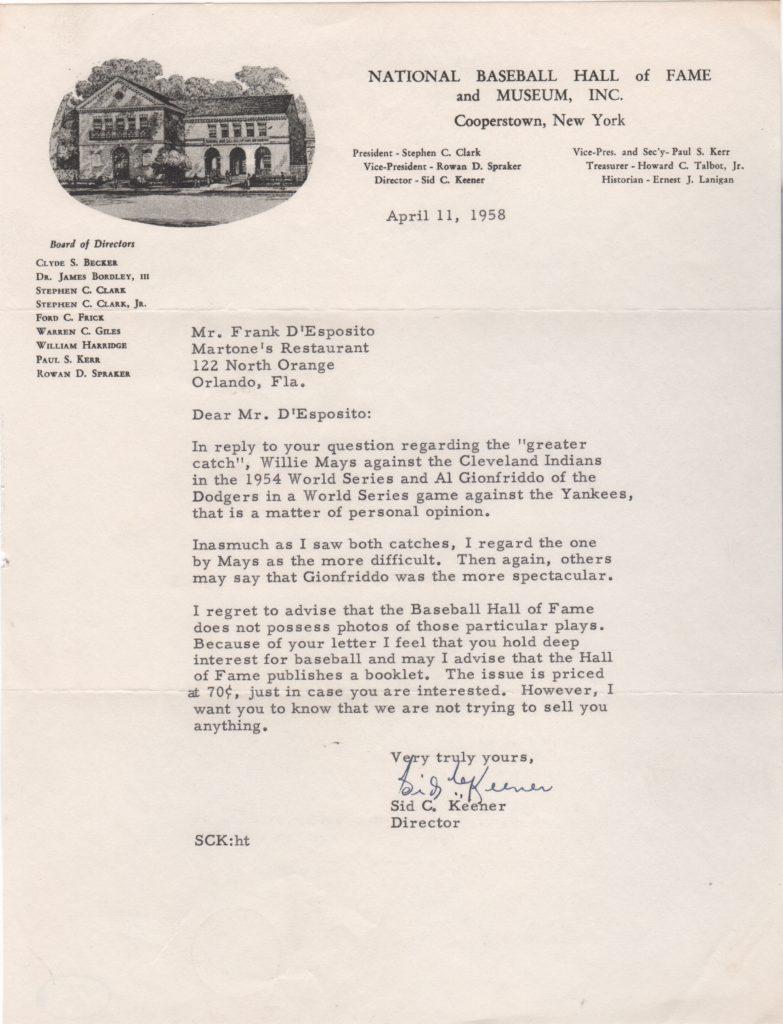 NATIONAL BASEBALL HALL of FAME
and MUSEUM, INC.
Cooperstown, New York
President - Stephen C. Clark
Vice-President - Rowan D. Spraker
Director - Sid C. Keener
Vice-Pres. and Sec'y- Paul S. Kerr
Treasurer - Howard C. Talbot, Jr.
Historian - Ernest J. Lanigan
April 11, 1958
Board of Directors
CLYDE S. BECKER
DR. JAMES BORDLEY, III
STEPHEN C. CLARK
STEPHEN C. CLARK, JR.
FORD C. FRICK
WARREN C. GILES
WILLIAM HARRIDGE
PAUL S. KERR
ROWAN D. SPRAKER
Mr. Frank D'Esposito
Martone's Restaurant
122 North Orange
Orlando, Fla.
Dear Mr. D'Esposito:
In reply to your question regarding the "greater
catch", Willie Mays against the Cleveland Indians
in the 1954 World Series and Al Gionfriddo of the
Dodgers in a World Series game against the Yankees,
that is a matter of personal opinion.
Inasmuch as I saw both catches, I regard the one
by Mays as the more difficult. Then again, others
may say that Gionfriddo was the more spectacular.
I regret to advise that the Baseball Hall of Fame
does not possess photos of those particular plays.
Because of your letter I feel that you hold deep
interest for baseball and may I advise that the Hall
of Fame publishes a booklet. The issue is priced
at 70¢, just in case you are interested. However, I
want you to know that we are not trying to sell you
anything.
Very truly yours,
Sid C. Keener
Sid C. Keener
Director
SCK:ht